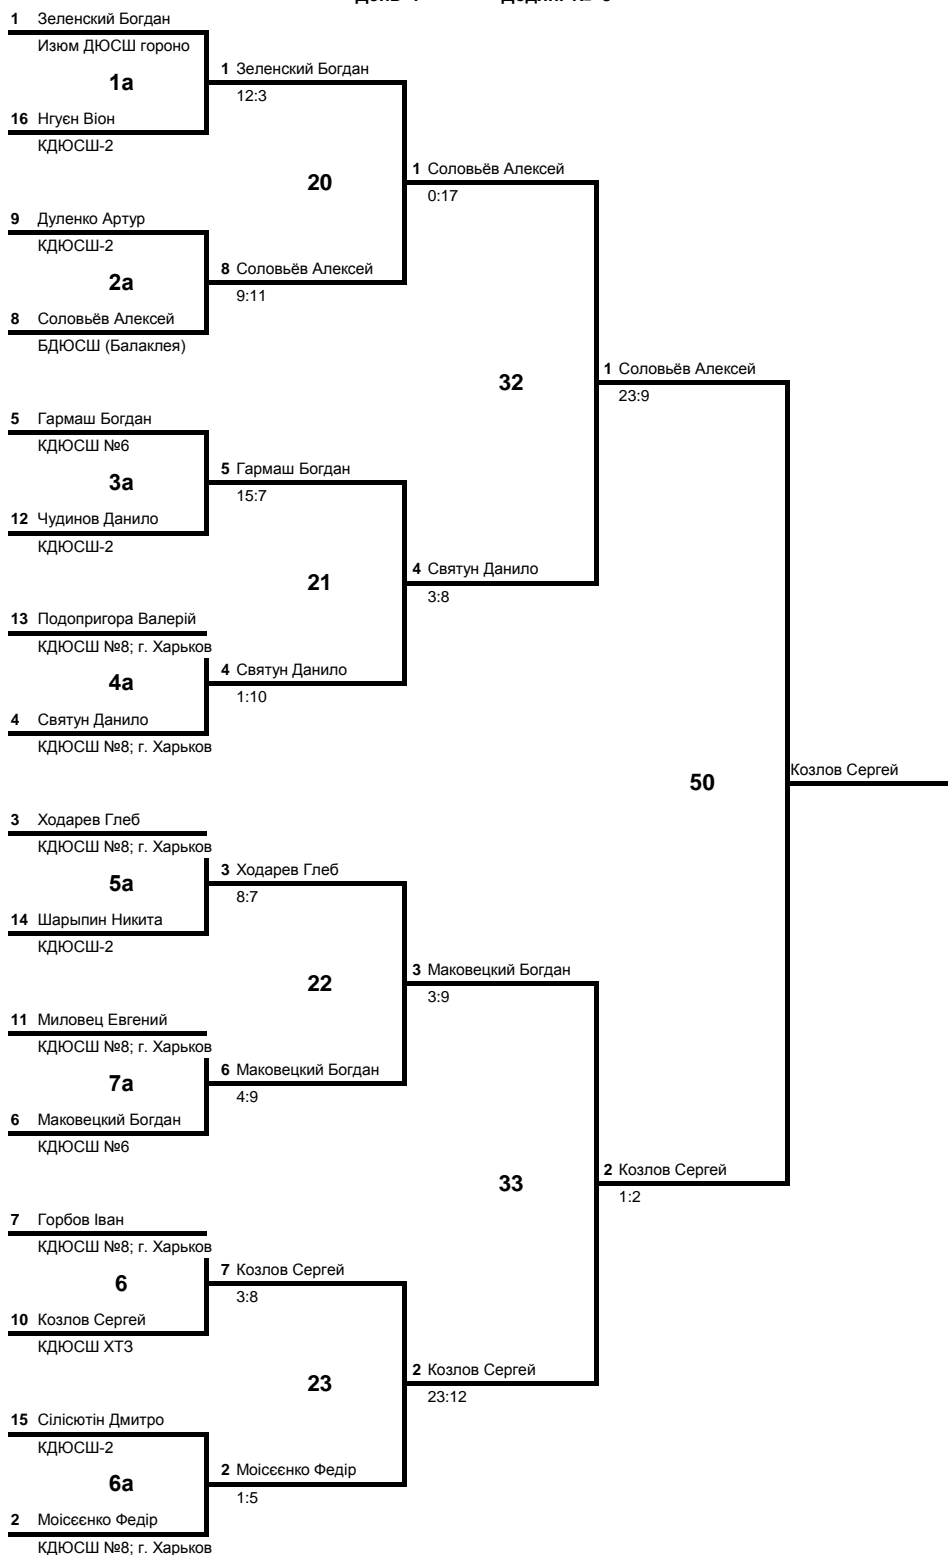 1 Зеленский Богдан
Изюм ДЮСШ гороно
1а
1 Зеленский Богдан
12:3
16 Нгуєн Віон
КДЮСШ-2
20
1 Соловьёв Алексей
0:17
9 Дуленко Артур
КДЮСШ-2
2а
8 Соловьёв Алексей
9:11
8 Соловьёв Алексей
БДЮСШ (Балаклея)
32
1 Соловьёв Алексей
23:9
5 Гармаш Богдан
КДЮСШ №6
3а
5 Гармаш Богдан
15:7
12 Чудинов Данило
КДЮСШ-2
21
4 Святун Данило
3:8
13 Подопригора Валерій
КДЮСШ №8; г. Харьков
4а
4 Святун Данило
1:10
4 Святун Данило
КДЮСШ №8; г. Харьков
50
Козлов Сергей
3 Ходарев Глеб
КДЮСШ №8; г. Харьков
5а
3 Ходарев Глеб
8:7
14 Шарыпин Никита
КДЮСШ-2
22
3 Маковецкий Богдан
3:9
11 Миловец Евгений
КДЮСШ №8; г. Харьков
7а
6 Маковецкий Богдан
4:9
6 Маковецкий Богдан
КДЮСШ №6
33
2 Козлов Сергей
1:2
7 Горбов Іван
КДЮСШ №8; г. Харьков
6
7 Козлов Сергей
3:8
10 Козлов Сергей
КДЮСШ ХТЗ
23
2 Козлов Сергей
23:12
15 Сілісютін Дмитро
КДЮСШ-2
6а
2 Моісєєнко Федір
1:5
2 Моісєєнко Федір
КДЮСШ №8; г. Харьков